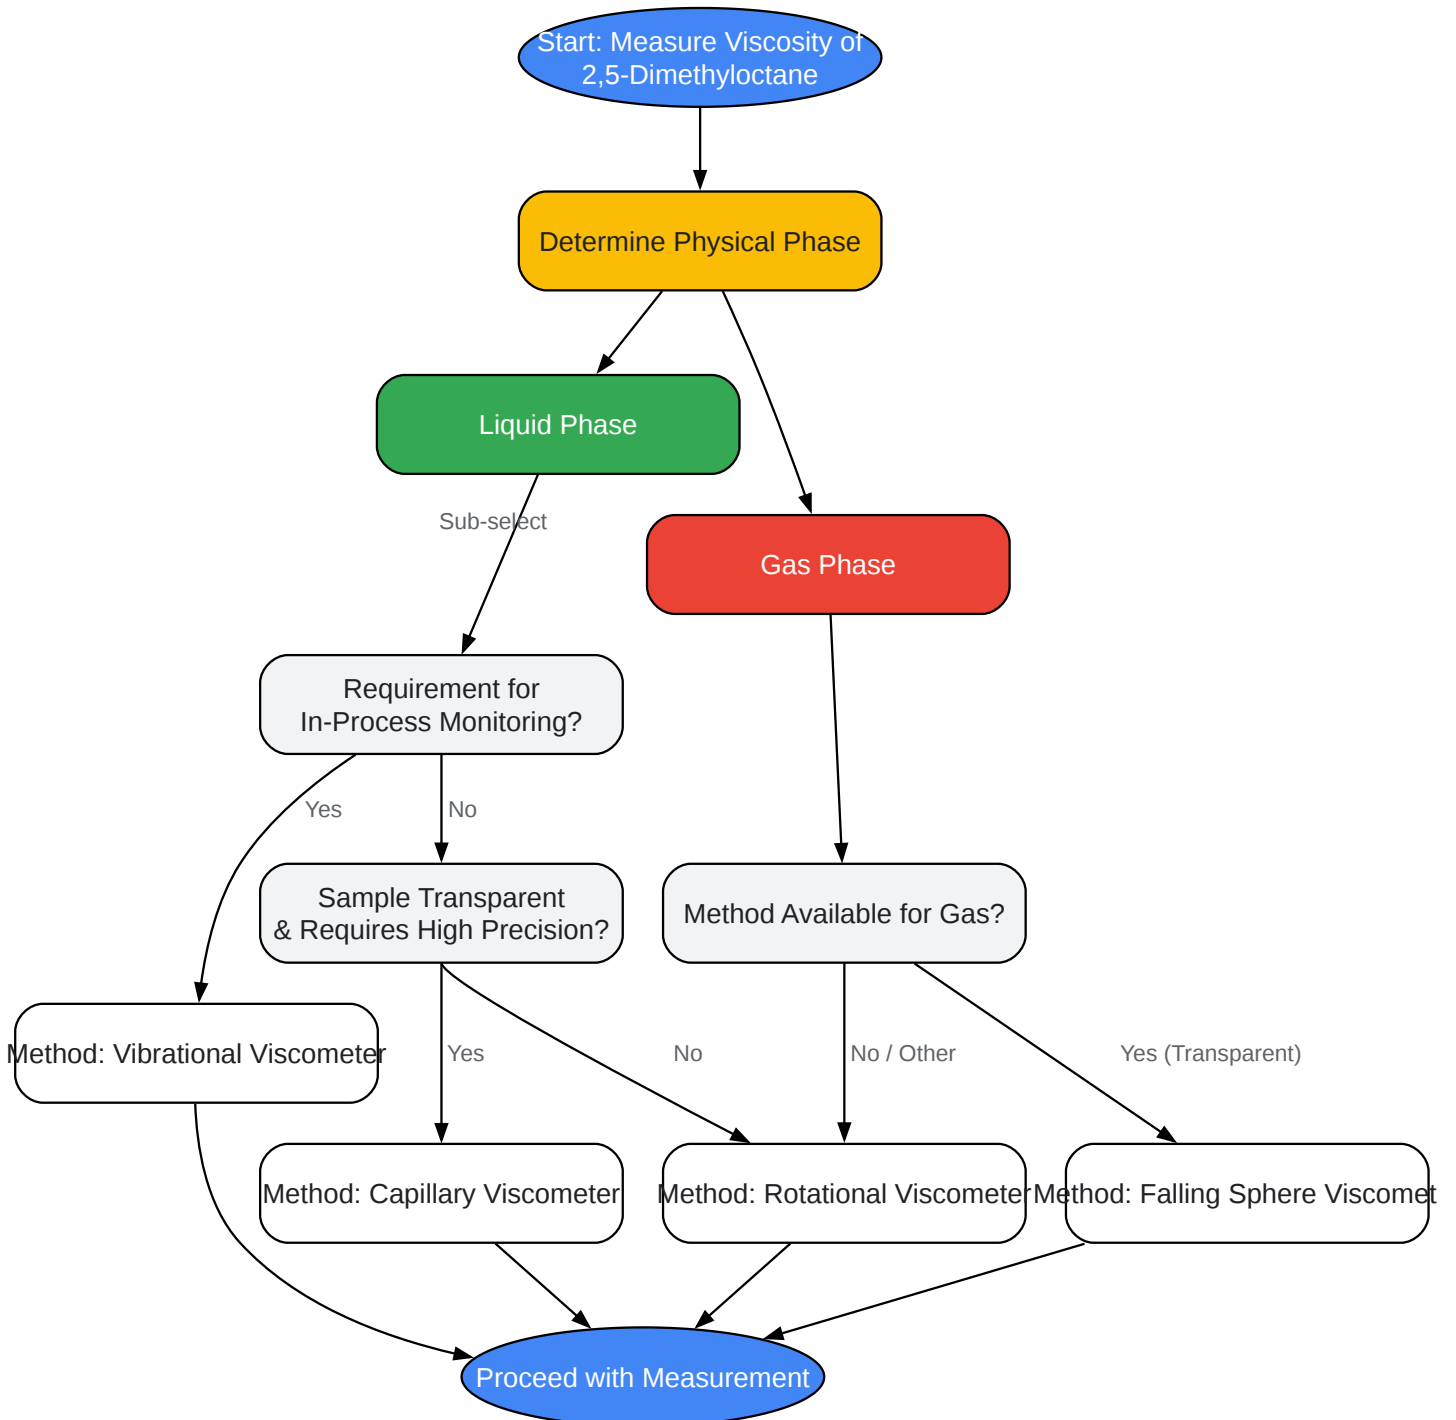 Start: Measure Viscosity of
2,5-Dimethyloctane
Determine Physical Phase
Liquid Phase
Sub-select
Gas Phase
Requirement for
In-Process Monitoring?
Yes
No
Sample Transparent
& Requires High Precision?
Method Available for Gas?
Method: Vibrational Viscometer
Yes
No
No / Other
Yes (Transparent)
Method: Capillary Viscometer
Method: Rotational Viscometer
Method: Falling Sphere Viscomet
Proceed with Measurement